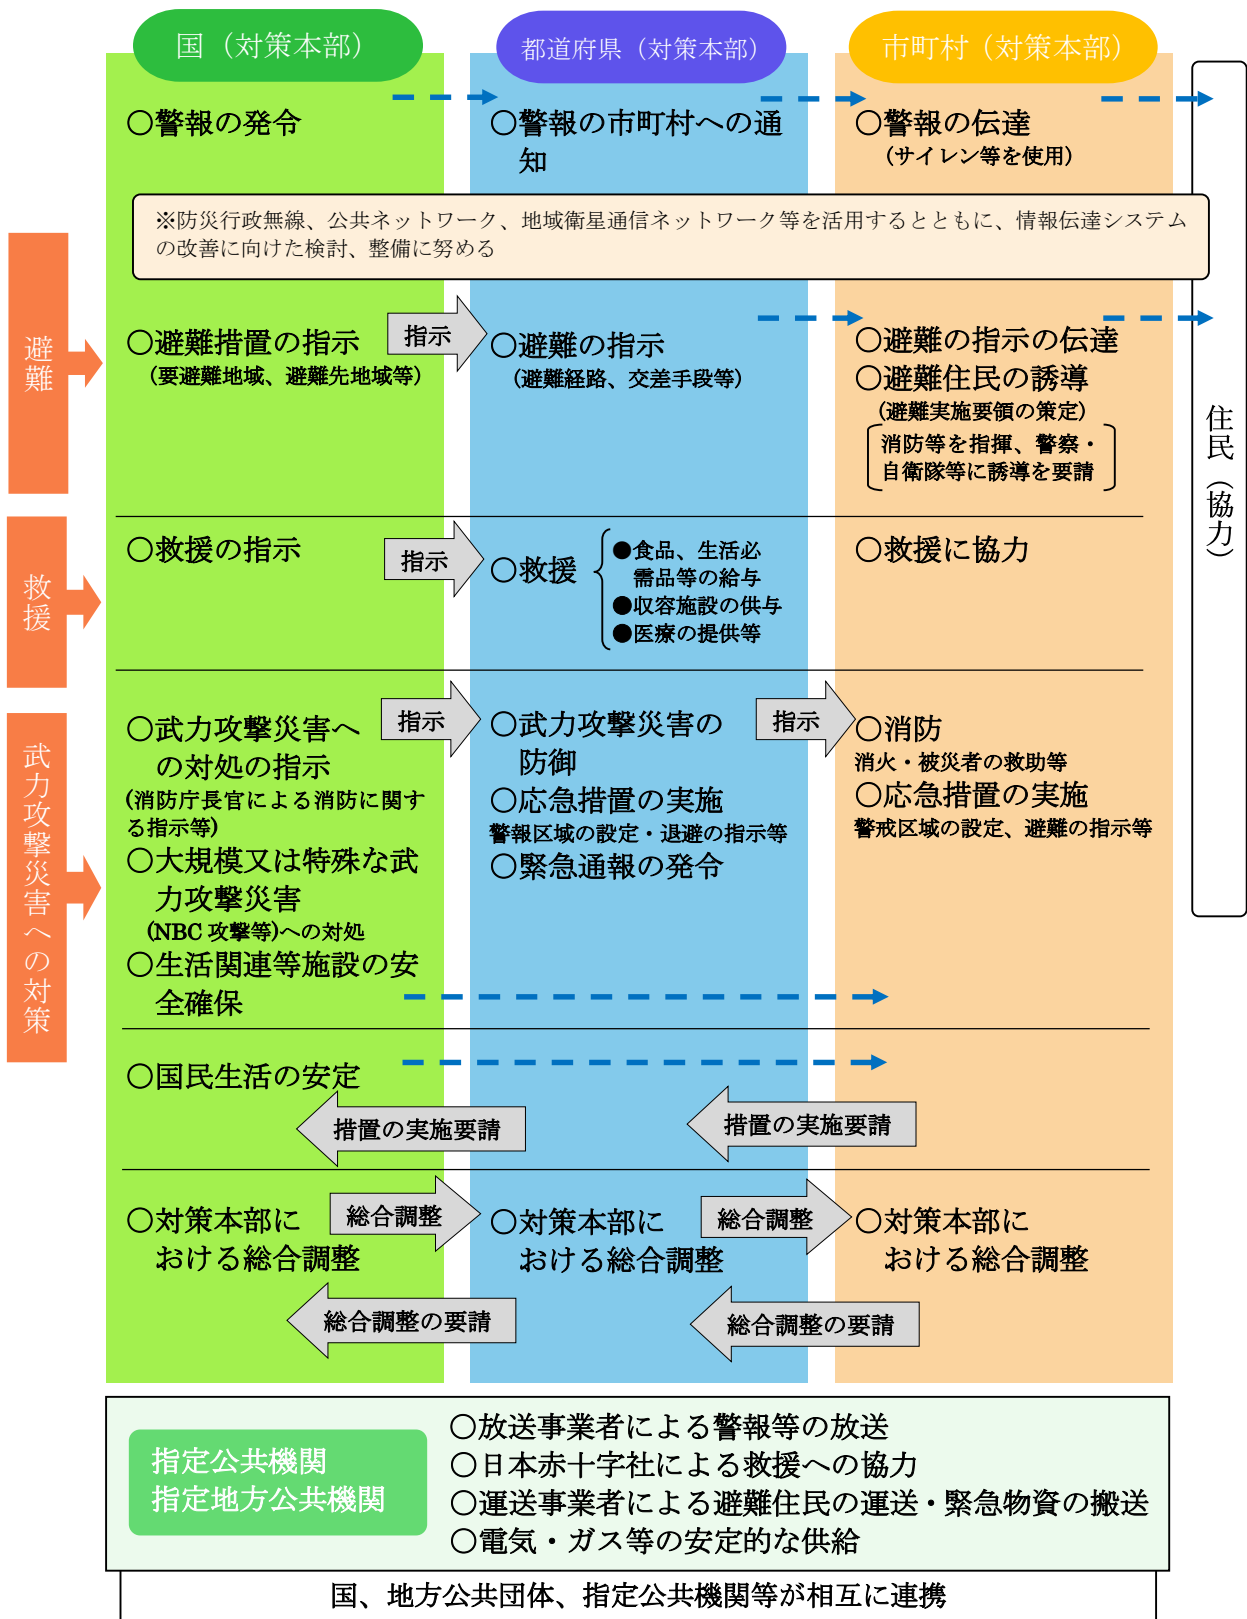 国（対策本部）
都道府県（対策本部）
市町村（対策本部）
〇警報の発令
〇警報の市町村への通
知
〇警報の伝達
（サイレン等を使用）
※防災行政無線、公共ネットワーク、地域衛星通信ネットワーク等を活用するとともに、情報伝達システム
の改善に向けた検討、整備に努める
避難
〇避難措置の指示
（要避難地域、避難先地域等）
指示
〇避難の指示
（避難経路、交差手段等）
〇避難の指示の伝達
〇避難住民の誘導
（避難実施要領の策定）
消防等を指揮、警察・
自衛隊等に誘導を要請
住民（協力）
救援
〇救援の指示
指示
〇救援
●食品、生活必
需品等の給与
●収容施設の供与
●医療の提供等
〇救援に協力
武力攻撃災害への対策
〇武力攻撃災害へ
の対処の指示
(消防庁長官による消防に関す
る指示等)
〇大規模又は特殊な武
力攻撃災害
(NBC 攻撃等)への対処
〇生活関連等施設の安
全確保
指示
〇武力攻撃災害の
防御
〇応急措置の実施
警報区域の設定・退避の指示等
〇緊急通報の発令
指示
〇消防
消火・被災者の救助等
〇応急措置の実施
警戒区域の設定、避難の指示等
〇国民生活の安定
措置の実施要請
措置の実施要請
〇対策本部に
おける総合調整
総合調整
〇対策本部に
おける総合調整
総合調整
〇対策本部に
おける総合調整
総合調整の要請
総合調整の要請
指定公共機関
指定地方公共機関
〇放送事業者による警報等の放送
〇日本赤十字社による救援への協力
〇運送事業者による避難住民の運送・緊急物資の搬送
〇電気・ガス等の安定的な供給
国、地方公共団体、指定公共機関等が相互に連携